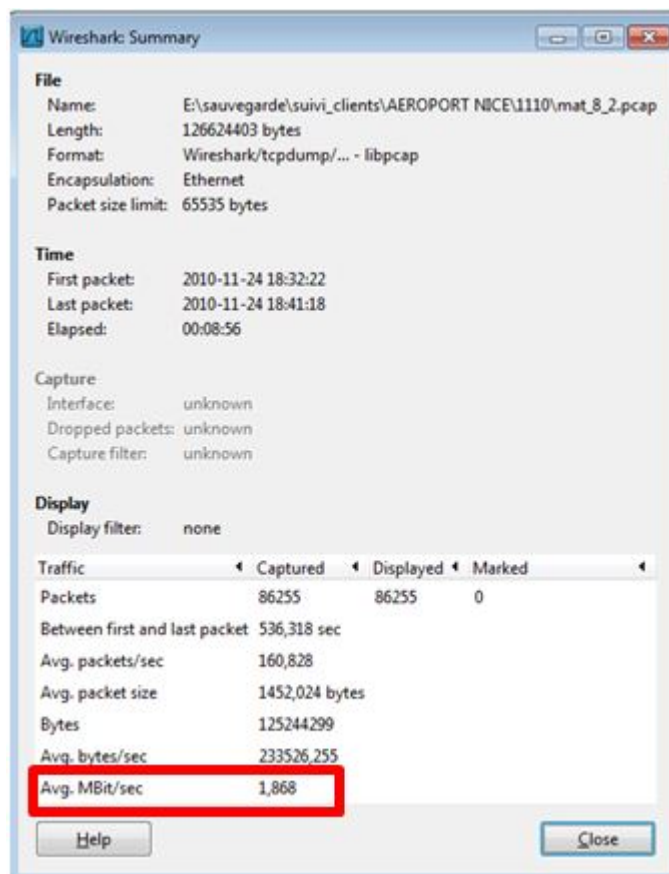 Wireshark: Summary
File
Name: E:\sauvegarde\suivi_clients\AEROPORT NICE\1110\mat_8_2.pcap
Length: 126624403 bytes
Format: Wireshark/tcpdump/... - libpcap
Encapsulation: Ethernet
Packet size limit: 65535 bytes
Time
First packet: 2010-11-24 18:32:22
Last packet: 2010-11-24 18:41:18
Elapsed: 00:08:56
Capture
Interface: unknown
Dropped packets: unknown
Capture filter: unknown
Display
Display filter: none
Traffic Captured Displayed Marked
Packets 86255 86255 0
Between first and last packet 536,318 sec
Avg. packets/sec 160,828
Avg. packet size 1452,024 bytes
Bytes 125244299
Avg. bytes/sec 233526,255
Avg. MBit/sec 1,868
Help Close